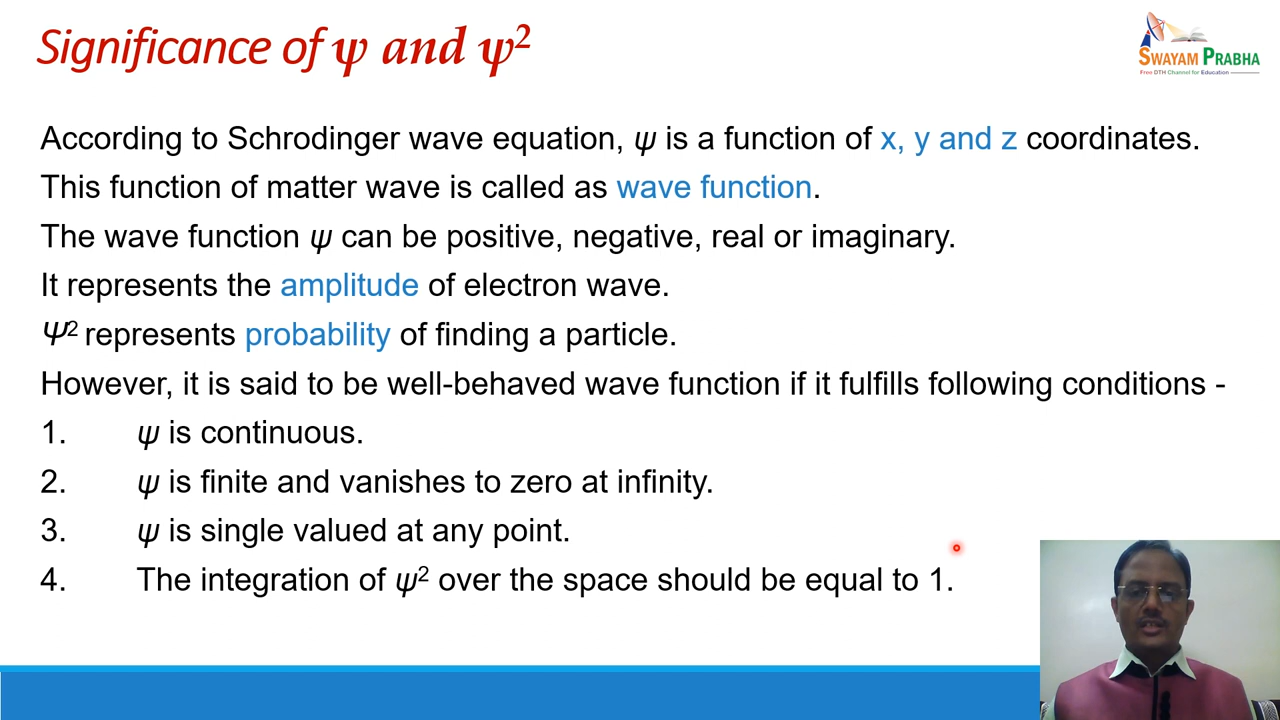 Significance of ψ and ψ²
SWAYAM PRABHA
Free DTH Channel for Education
According to Schrodinger wave equation, ψ is a function of x, y and z coordinates.
This function of matter wave is called as wave function.
The wave function ψ can be positive, negative, real or imaginary.
It represents the amplitude of electron wave.
Ψ² represents probability of finding a particle.
However, it is said to be well-behaved wave function if it fulfills following conditions -
1. ψ is continuous.
2. ψ is finite and vanishes to zero at infinity.
3. ψ is single valued at any point.
4. The integration of ψ² over the space should be equal to 1.